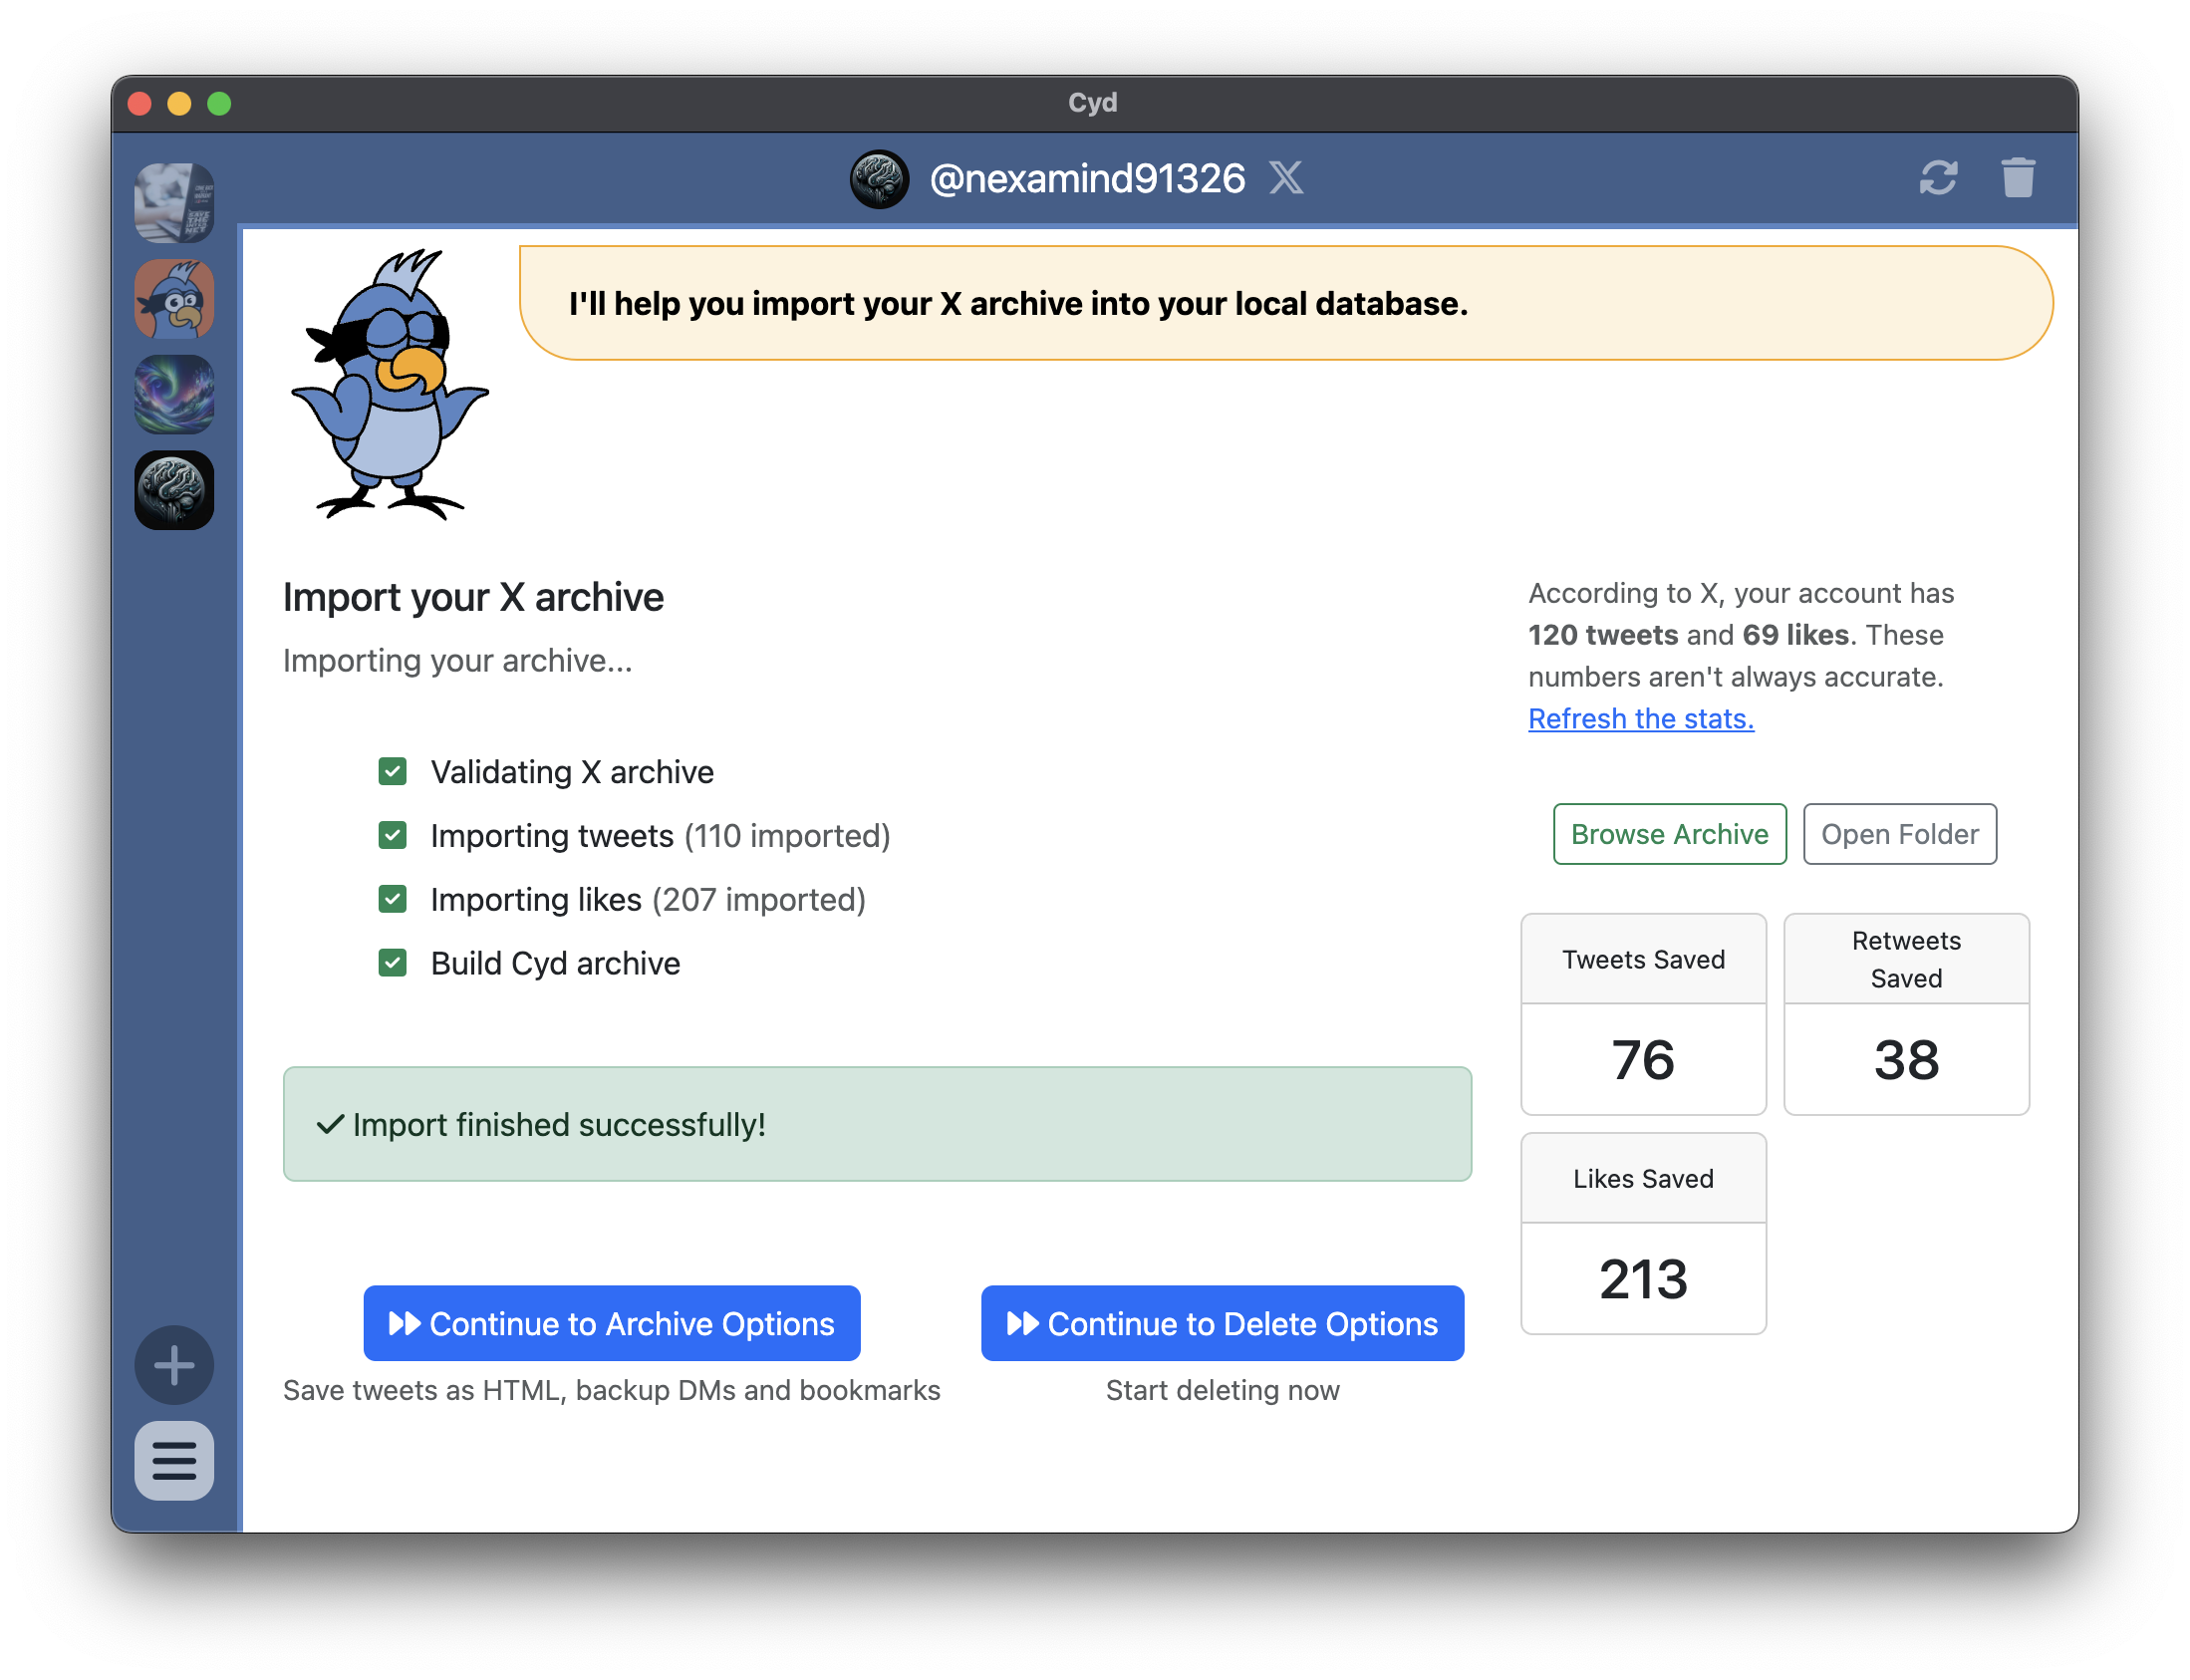 Cyd
@nexamind91326
I'll help you import your X archive into your local database.
Import your X archive
Importing your archive...
Validating X archive
Importing tweets (110 imported)
Importing likes (207 imported)
Build Cyd archive
Import finished successfully!
Continue to Archive Options
Save tweets as HTML, backup DMs and bookmarks
Continue to Delete Options
Start deleting now
According to X, your account has
120 tweets and 69 likes. These
numbers aren't always accurate.
Refresh the stats.
Browse Archive
Open Folder
Tweets Saved
76
Retweets
Saved
38
Likes Saved
213